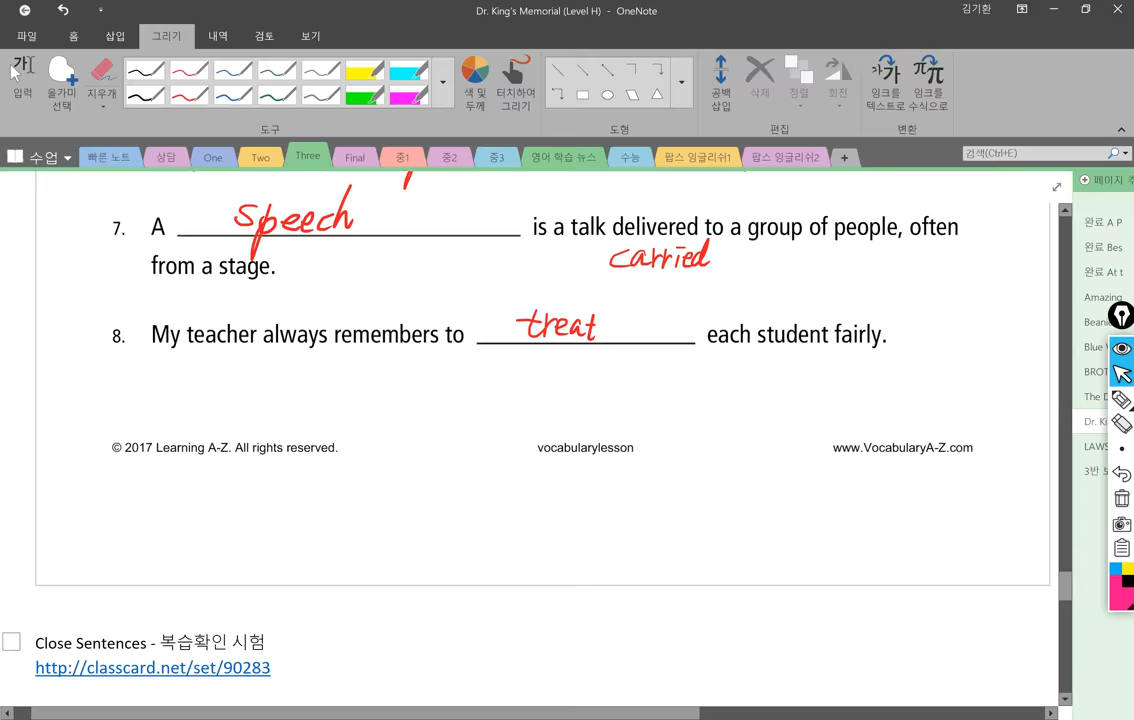 Dr. King's Memorial (Level H) - OneNote
김기환
파일 홈 삽입 그리기 내역 검토 보기
입력 올가미 선택 지우개 색 및 두께 터치하여 그리기 공백 삽입 삭제 정렬 회전 잉크를 텍스트로 잉크를 수식으로
도구 도형 편집 변환
수업 빠른 노트 상담 One Two Three Final 중1 중2 중3 영어 학습 뉴스 수능 팝스 잉글리쉬1 팝스 잉글리쉬2 검색(Ctrl+E)
페이지 추
완료 A P
완료 Bes
완료 At t
Amazing
Beani
Blue
BROT
The D
Dr. Ki
LAWS
3반 보
7. A speech is a talk delivered to a group of people, often
carried
from a stage.
8. My teacher always remembers to treat each student fairly.
© 2017 Learning A-Z. All rights reserved. vocabularylesson www.VocabularyA-Z.com
Close Sentences - 복습확인 시험
http://classcard.net/set/90283